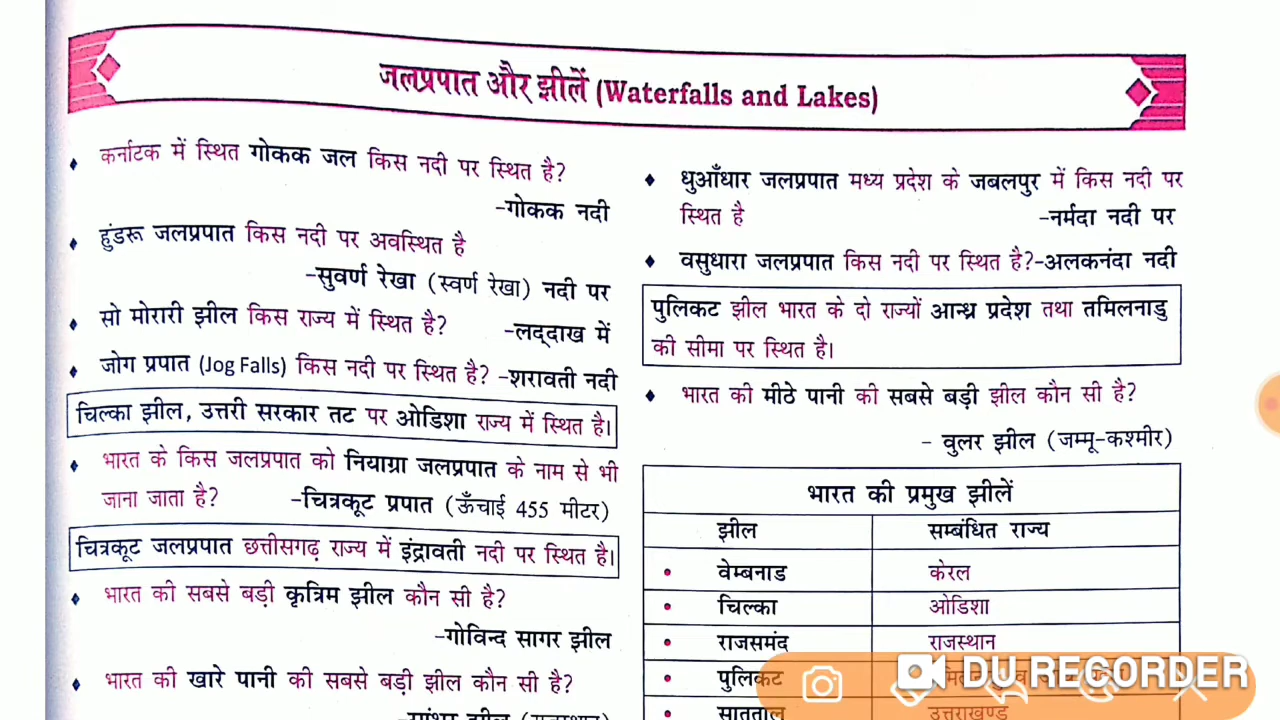 जलप्रपात और झीलें (Waterfalls and Lakes)
कर्नाटक में स्थित गोकक जल किस नदी पर स्थित है?
-गोकक नदी
हुंडरू जलप्रपात किस नदी पर अवस्थित है
-सुवर्ण रेखा (स्वर्ण रेखा) नदी पर
सो मोरारी झील किस राज्य में स्थित है? -लद्दाख में
जोग प्रपात (Jog Falls) किस नदी पर स्थित है? -शरावती नदी
चिल्का झील, उत्तरी सरकार तट पर ओडिशा राज्य में स्थित है।
भारत के किस जलप्रपात को नियाग्रा जलप्रपात के नाम से भी
जाना जाता है? -चित्रकूट प्रपात (ऊँचाई 455 मीटर)
चित्रकूट जलप्रपात छत्तीसगढ़ राज्य में इंद्रावती नदी पर स्थित है।
भारत की सबसे बड़ी कृत्रिम झील कौन सी है?
-गोविन्द सागर झील
भारत की खारे पानी की सबसे बड़ी झील कौन सी है?
धुआँधार जलप्रपात मध्य प्रदेश के जबलपुर में किस नदी पर
स्थित है -नर्मदा नदी पर
वसुधारा जलप्रपात किस नदी पर स्थित है?-अलकनंदा नदी
पुलिकट झील भारत के दो राज्यों आन्ध्र प्रदेश तथा तमिलनाडु
की सीमा पर स्थित है।
भारत की मीठे पानी की सबसे बड़ी झील कौन सी है?
- वुलर झील (जम्मू-कश्मीर)
भारत की प्रमुख झीलें
झील सम्बंधित राज्य
वेम्बनाड केरल
चिल्का ओडिशा
राजसमंद राजस्थान
पुलिकट
सातताल उत्तराखण्ड
DU RECORDER